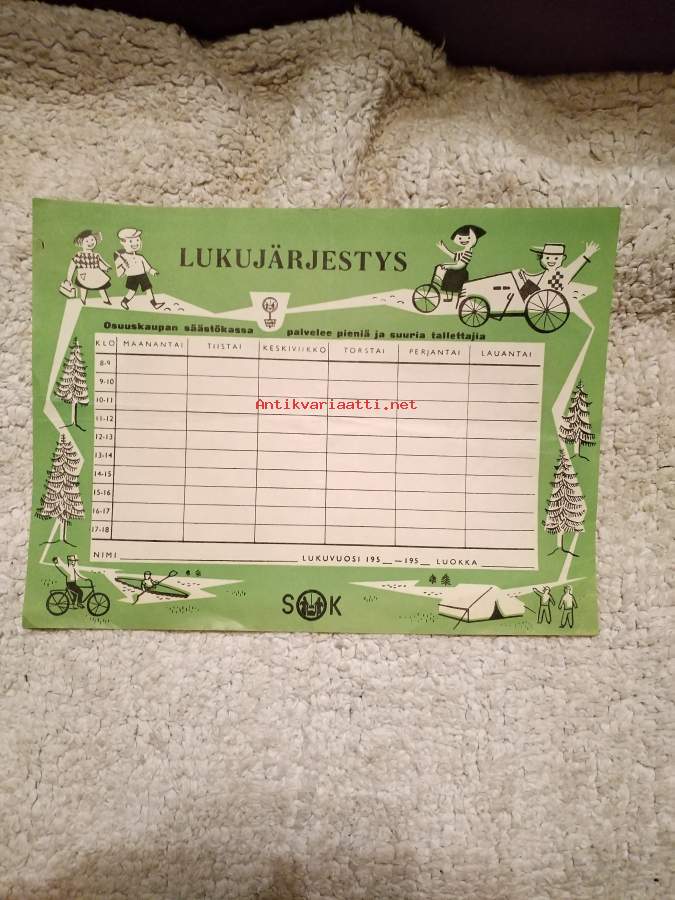 LUKUJÄRJESTYS
Osuuskaupan säästökassa palvelee pieniä ja suuria tallettajia
KLO MAANANTAI TIISTAI KESKIVIIKKO TORSTAI PERJANTAI LAUANTAI
8-9
9-10
10-11
Antikvariaatti.net
11-12
12-13
13-14
14-15
15-16
16-17
17-18
NIMI LUKUVUOSI 195__—195__ LUOKKA
SOK